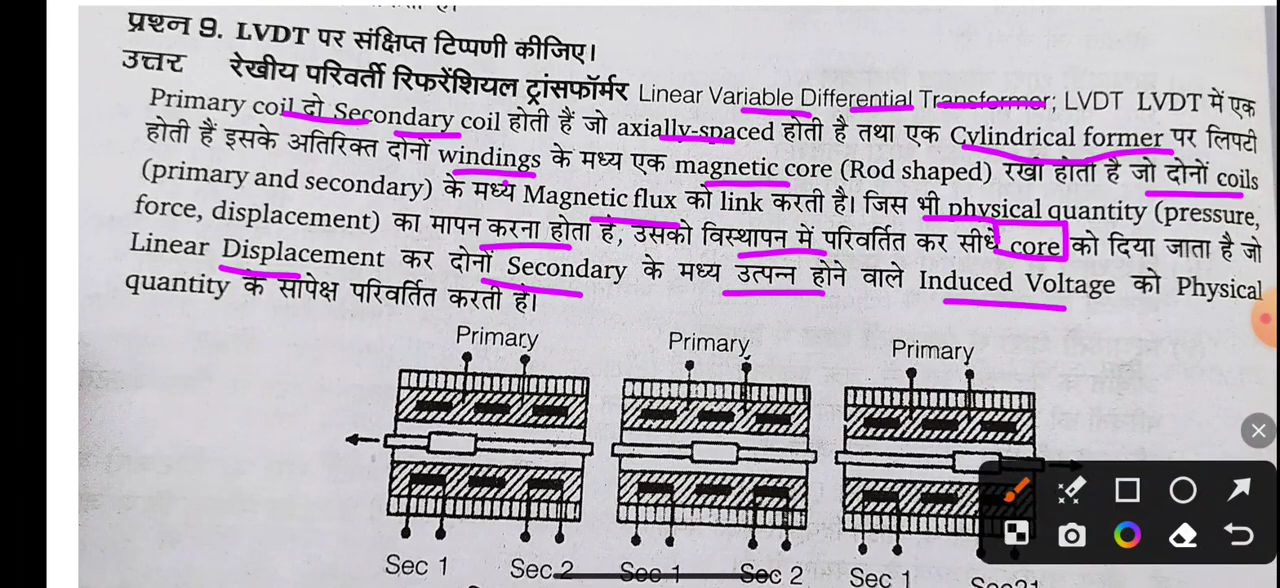 प्रश्न 9. LVDT पर संक्षिप्त टिप्पणी कीजिए।
उत्तर रेखीय परिवर्ती रिफरेंशियल ट्रांसफॉर्मर Linear Variable Differential Transformer; LVDT LVDT में एक
Primary coil दो Secondary coil होती हैं जो axially-spaced होती है तथा एक Cylindrical former पर लिपटी
होती हैं इसके अतिरिक्त दोनों windings के मध्य एक magnetic core (Rod shaped) रखी होती है जो दोनों coils
(primary and secondary) के मध्य Magnetic flux को link करती है। जिस भी physical quantity (pressure,
force, displacement) का मापन करना होता है, उसको विस्थापन में परिवर्तित कर सीधे core को दिया जाता है जो
Linear Displacement कर दोनों Secondary के मध्य उत्पन्न होने वाले Induced Voltage को Physical
quantity के सापेक्ष परिवर्तित करती है।
Primary Primary Primary
Sec 1 Sec 2 Sec 1 Sec 2 Sec 1